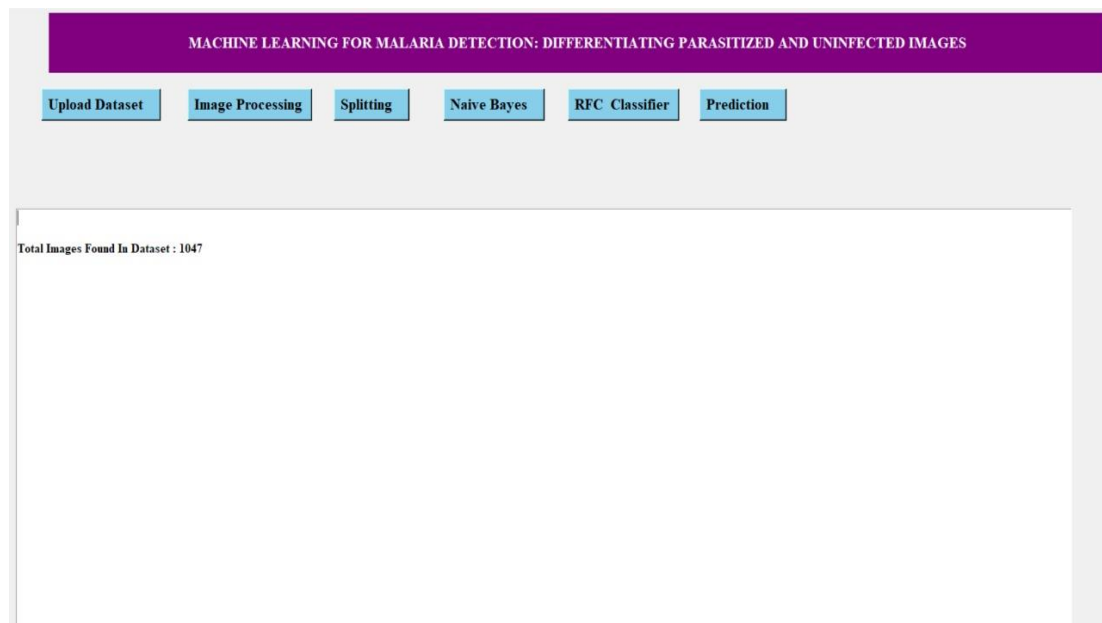 MACHINE LEARNING FOR MALARIA DETECTION: DIFFERENTIATING PARASITIZED AND UNINFECTED IMAGES
Upload Dataset Image Processing Splitting Naive Bayes RFC Classifier Prediction
Total Images Found In Dataset : 1047